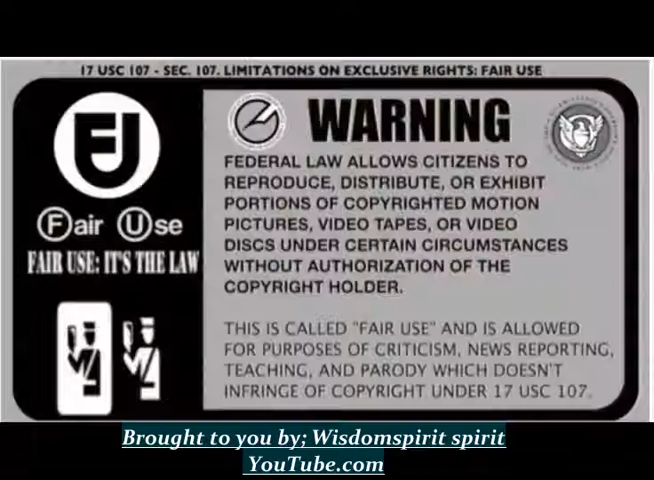 17 USC 107 - SEC. 107. LIMITATIONS ON EXCLUSIVE RIGHTS: FAIR USE
FU
Fair Use
FAIR USE: IT'S THE LAW
WARNING
FEDERAL LAW ALLOWS CITIZENS TO
REPRODUCE, DISTRIBUTE, OR EXHIBIT
PORTIONS OF COPYRIGHTED MOTION
PICTURES, VIDEO TAPES, OR VIDEO
DISCS UNDER CERTAIN CIRCUMSTANCES
WITHOUT AUTHORIZATION OF THE
COPYRIGHT HOLDER.
THIS IS CALLED "FAIR USE" AND IS ALLOWED
FOR PURPOSES OF CRITICISM, NEWS REPORTING,
TEACHING, AND PARODY WHICH DOESN'T
INFRINGE OF COPYRIGHT UNDER 17 USC 107.
Brought to you by; Wisdomspirit spirit
YouTube.com